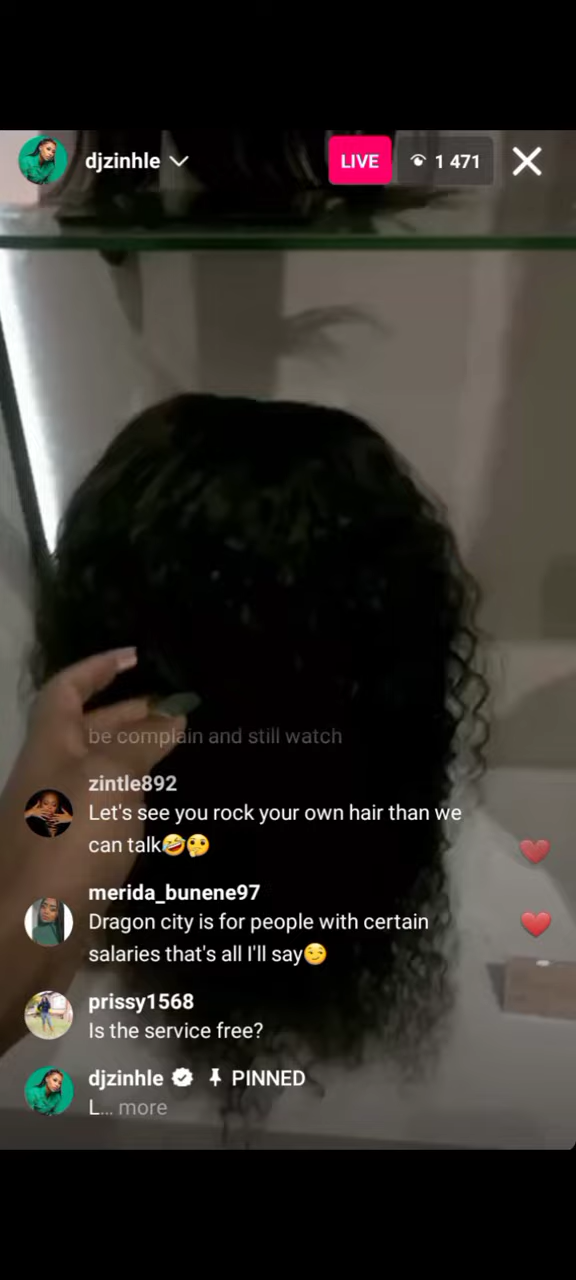 djzinhle
LIVE
1 471
be complain and still watch
zintle892
Let's see you rock your own hair than we
can talk🤣🤔
merida_bunene97
Dragon city is for people with certain
salaries that's all I'll say😏
prissy1568
Is the service free?
djzinhle PINNED
L... more